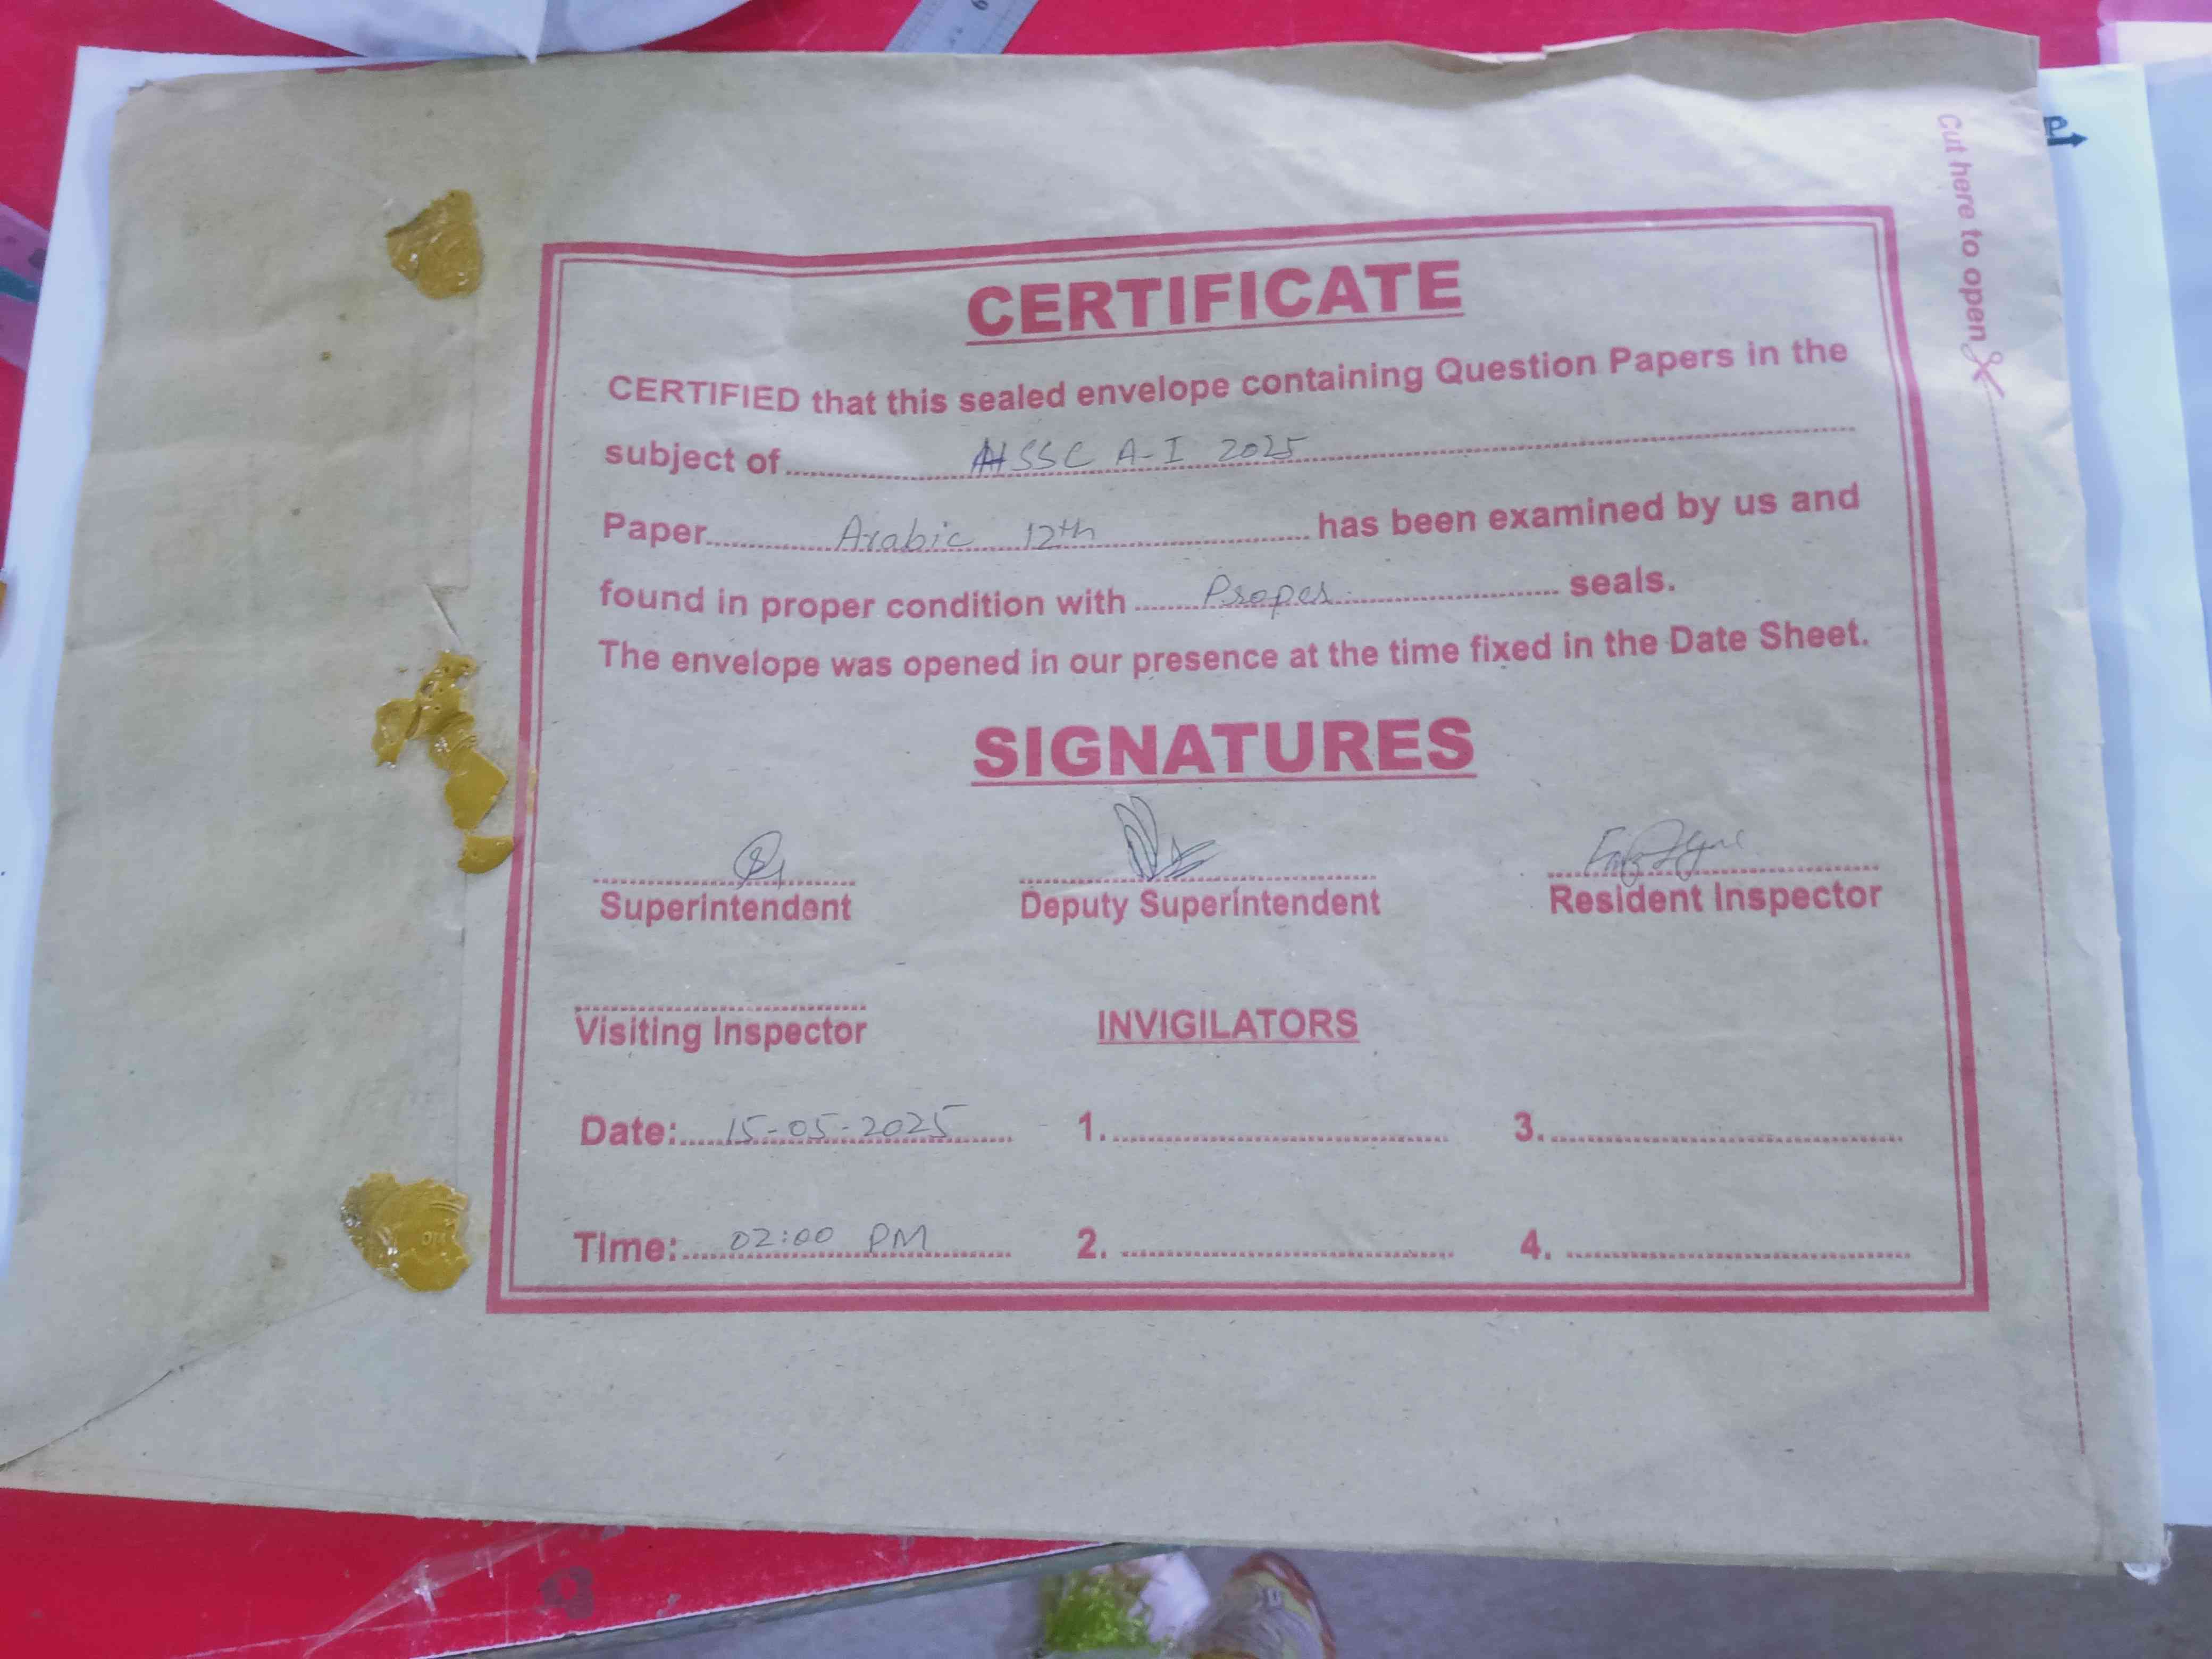 CERTIFICATE
CERTIFIED that this sealed envelope containing Question Papers in the
subject of HSSC A-I 2025
Paper Arabic 12th has been examined by us and
found in proper condition with Proper seals.
The envelope was opened in our presence at the time fixed in the Date Sheet.
SIGNATURES
Superintendent Deputy Superintendent Resident Inspector
Visiting Inspector INVIGILATORS
Date: 15-05-2025 1. 3.
Time: 02:00 PM 2. 4.
Cut here to open